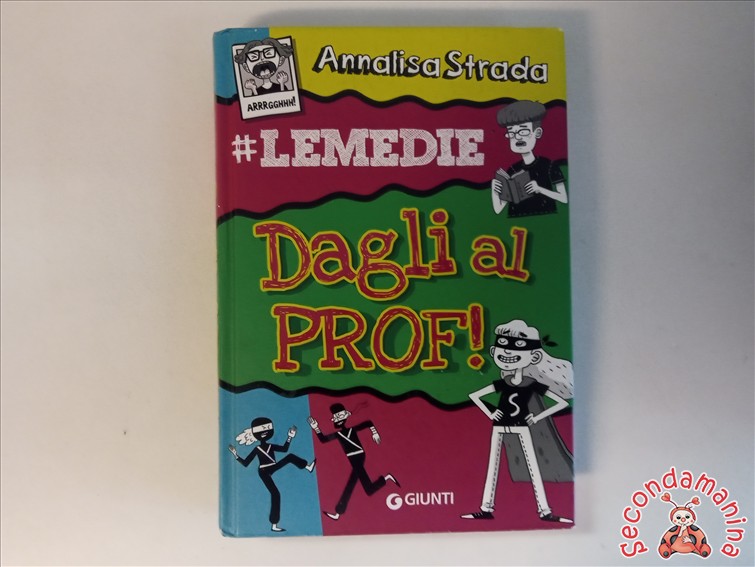 Annalisa Strada
ARRRGGHHH!
#LEMEDIE
Dagli al
PROF!
S
GIUNTI
Secondamanina